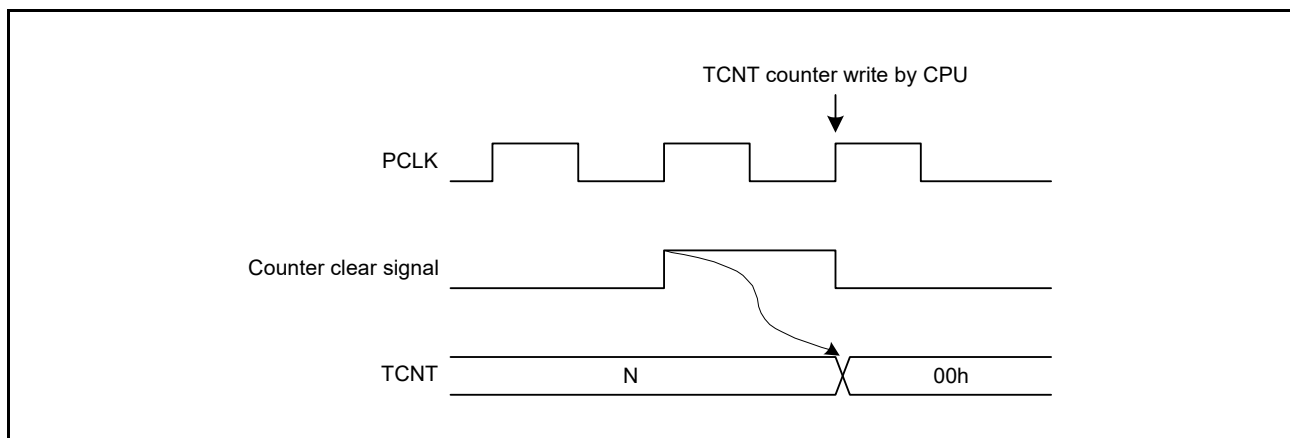 TCNT counter write by CPU
PCLK
Counter clear signal
TCNT
N
00h